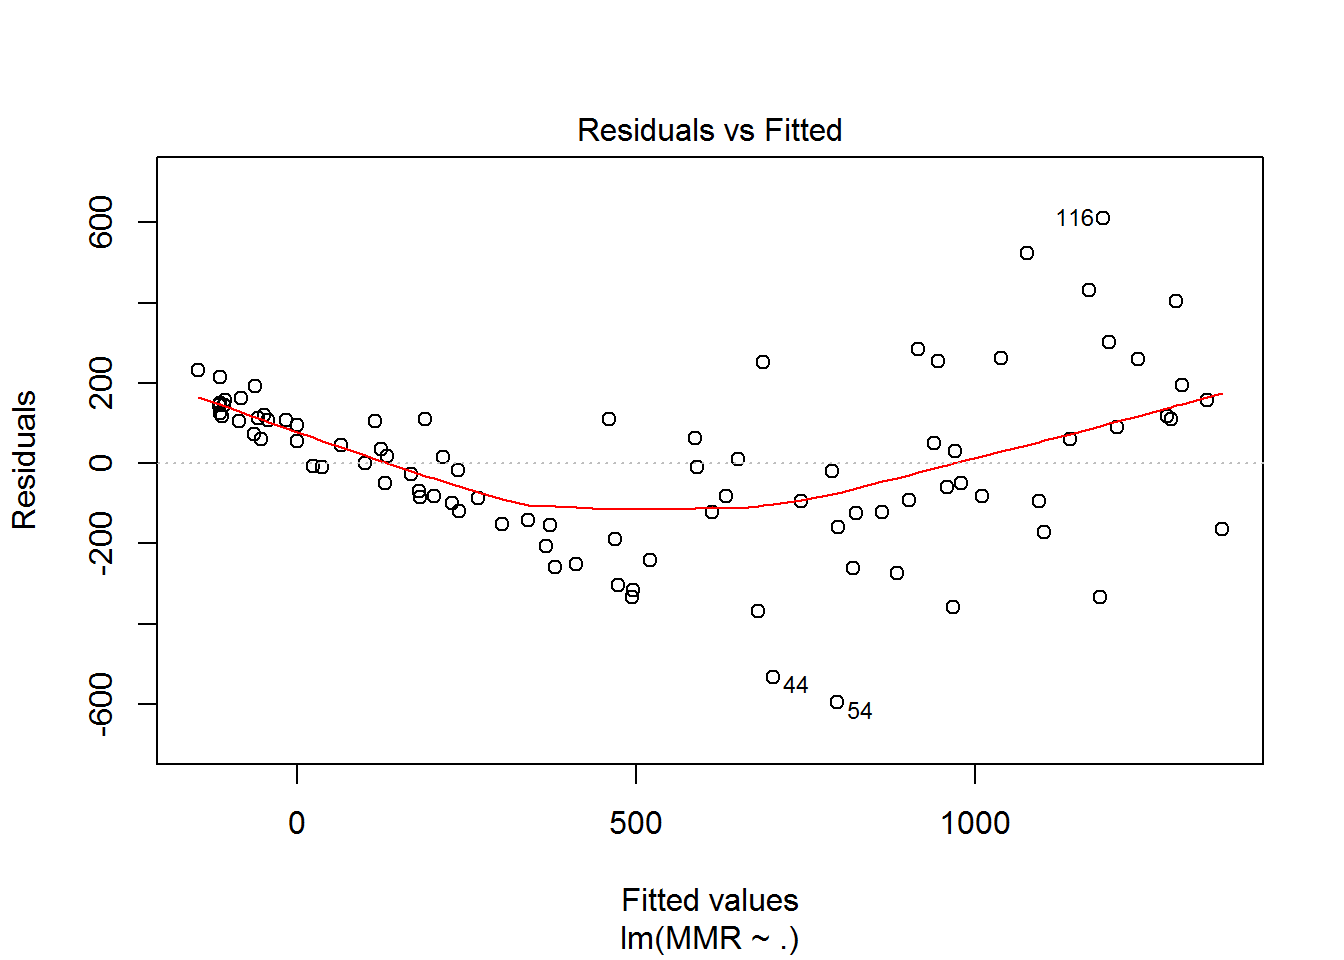 Residuals vs Fitted
600
200
0
-200
-600
Residuals
116
44
54
0 500 1000
Fitted values
lm(MMR ~ .)